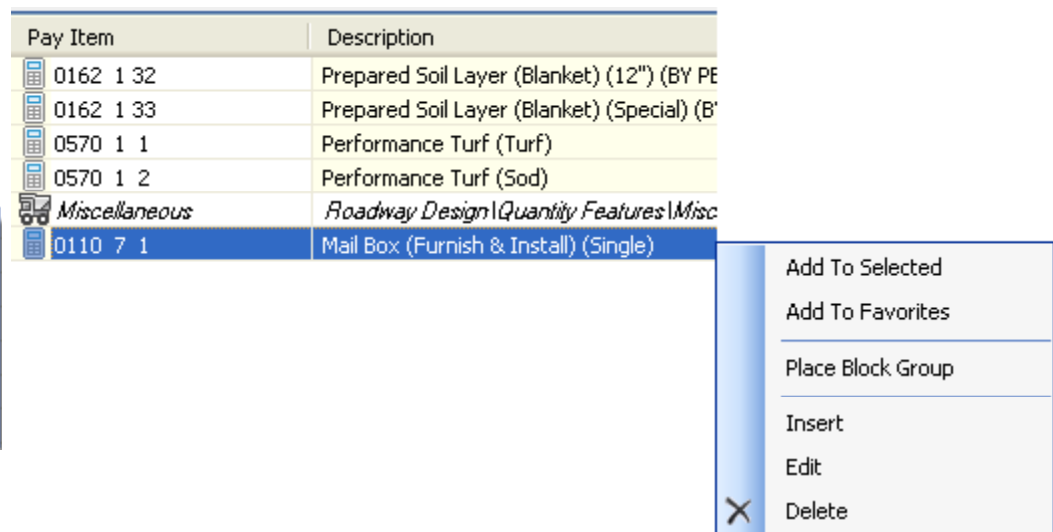 Pay Item Description
0162 1 32 Prepared Soil Layer (Blanket) (12") (BY PE
0162 1 33 Prepared Soil Layer (Blanket) (Special) (B
0570 1 1 Performance Turf (Turf)
0570 1 2 Performance Turf (Sod)
Miscellaneous Roadway Design\Quantity Features\Misc
0110 7 1 Mail Box (Furnish & Install) (Single)
Add To Selected
Add To Favorites
Place Block Group
Insert
Edit
Delete